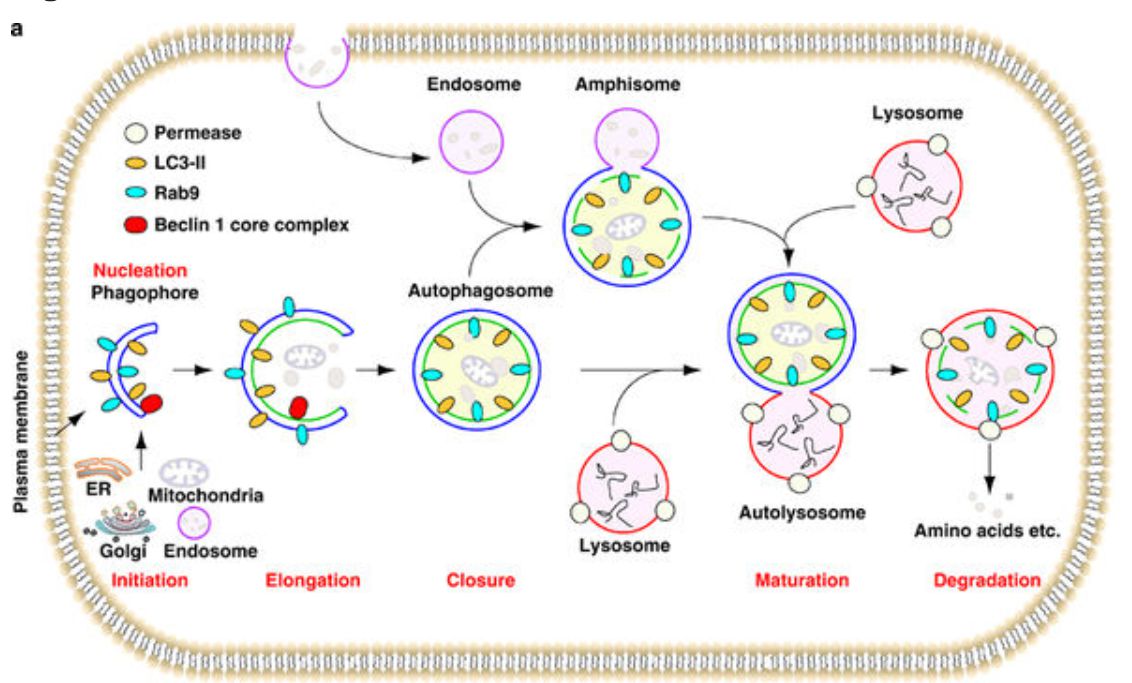 a
Endosome
Amphisome
Lysosome
Permease
LC3-II
Rab9
Beclin 1 core complex
Nucleation
Phagophore
Autophagosome
Plasma membrane
ER
Mitochondria
Golgi
Endosome
Lysosome
Autolysosome
Amino acids etc.
Initiation
Elongation
Closure
Maturation
Degradation